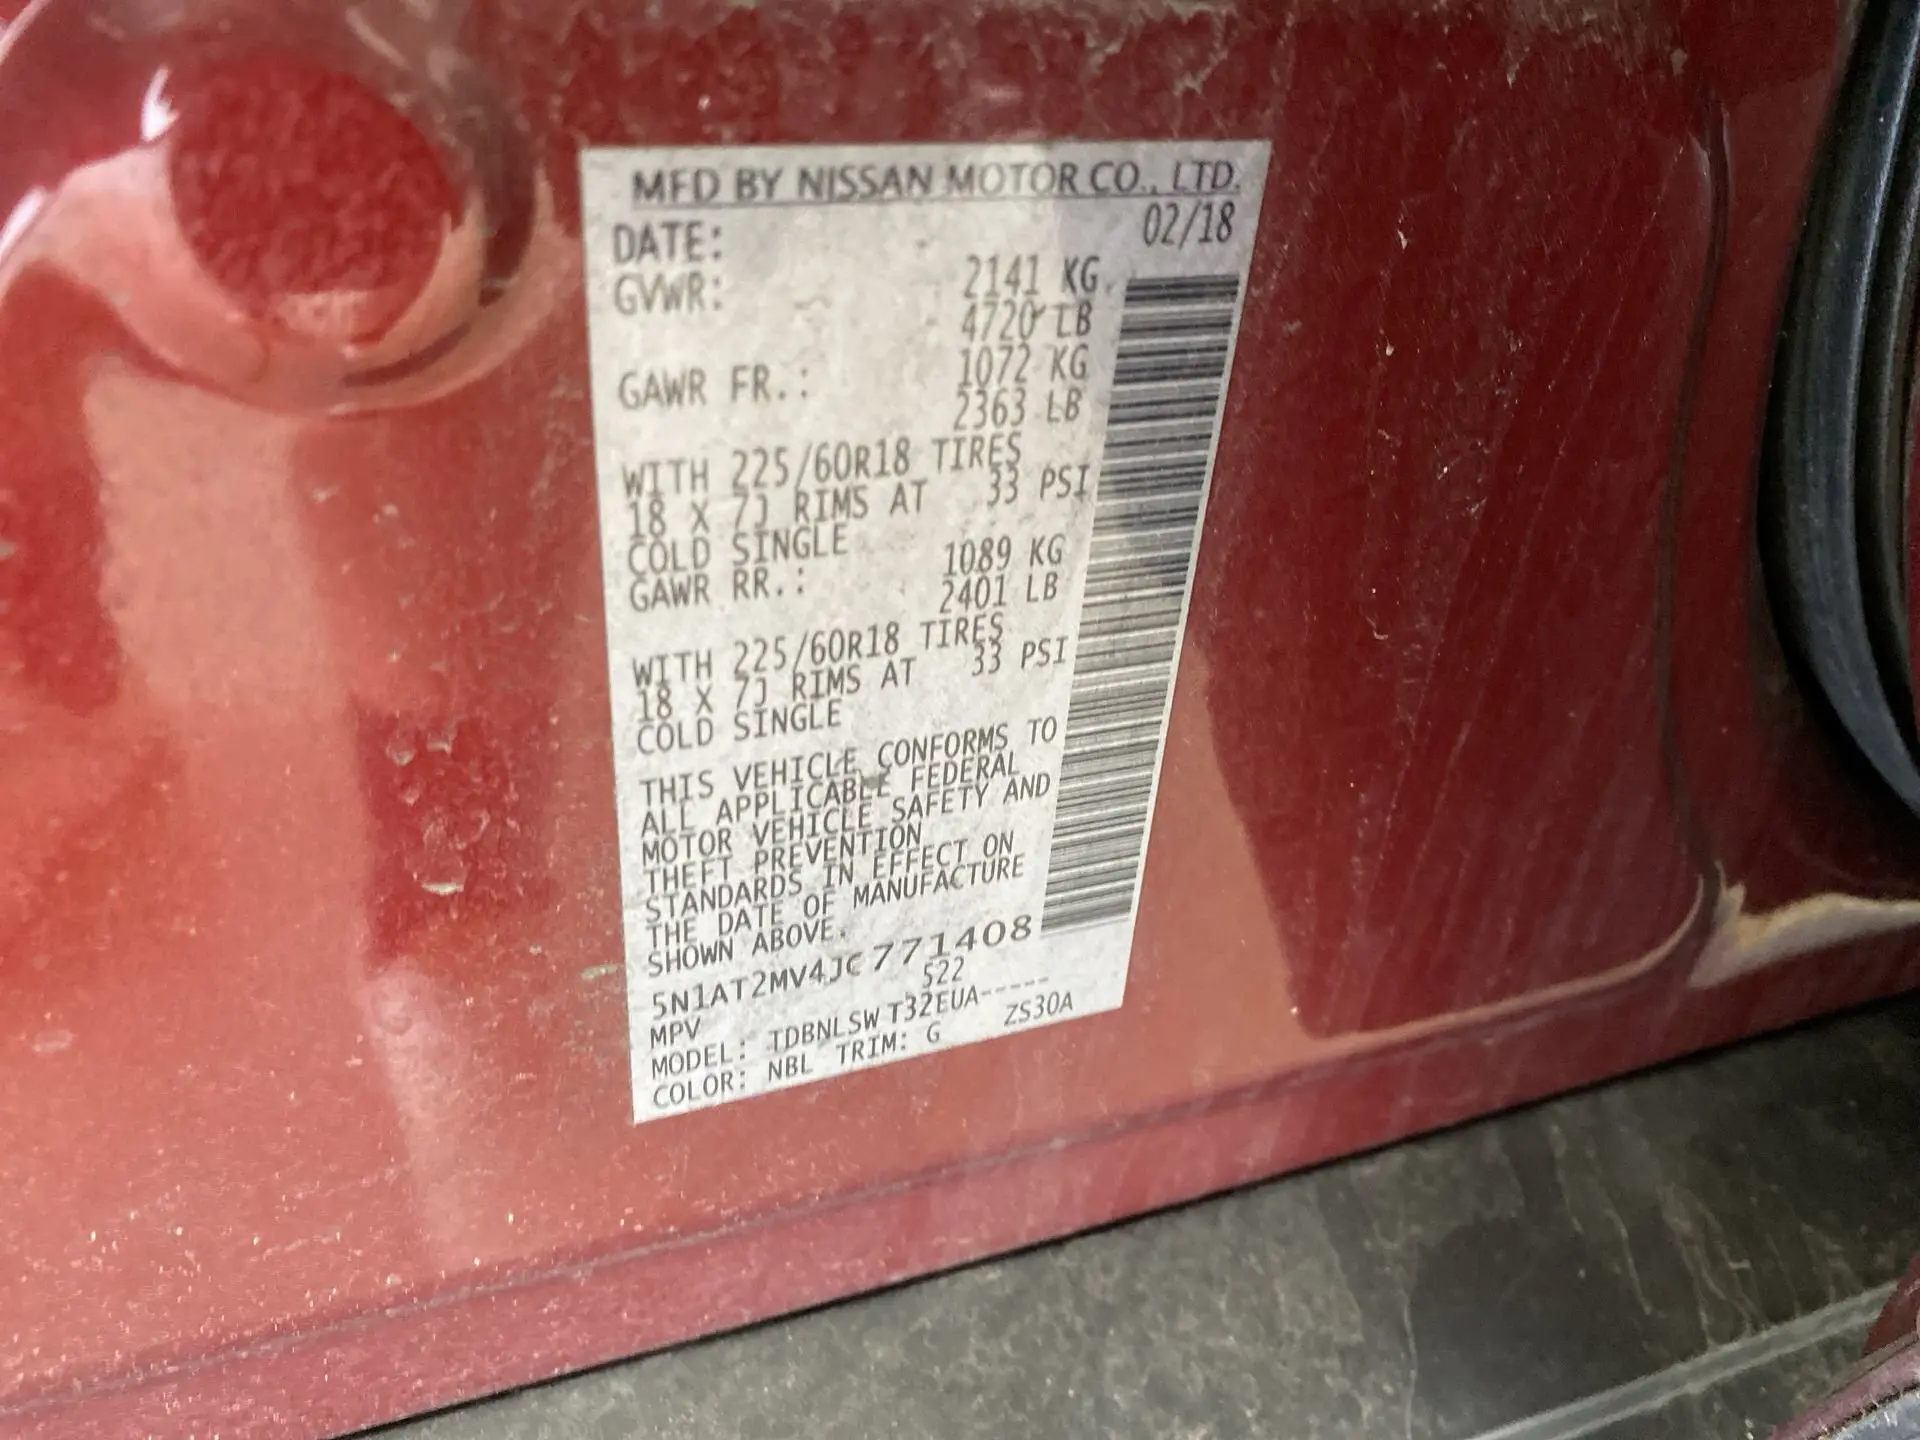 MFD BY NISSAN MOTOR CO., LTD.
DATE: 02/18
GVWR: 2141 KG
4720 LB
GAWR FR.: 1072 KG
2363 LB
WITH 225/60R18 TIRES
18 X 7J RIMS AT 33 PSI
COLD SINGLE
GAWR RR.: 1089 KG
2401 LB
WITH 225/60R18 TIRES
18 X 7J RIMS AT 33 PSI
COLD SINGLE
THIS VEHICLE CONFORMS TO
ALL APPLICABLE FEDERAL
MOTOR VEHICLE SAFETY AND
THEFT PREVENTION
STANDARDS IN EFFECT ON
THE DATE OF MANUFACTURE
SHOWN ABOVE.
5N1AT2MV4JC771408
MPV 522
MODEL: TDBNLSW T32EUA-----
COLOR: NBL TRIM: G ZS30A